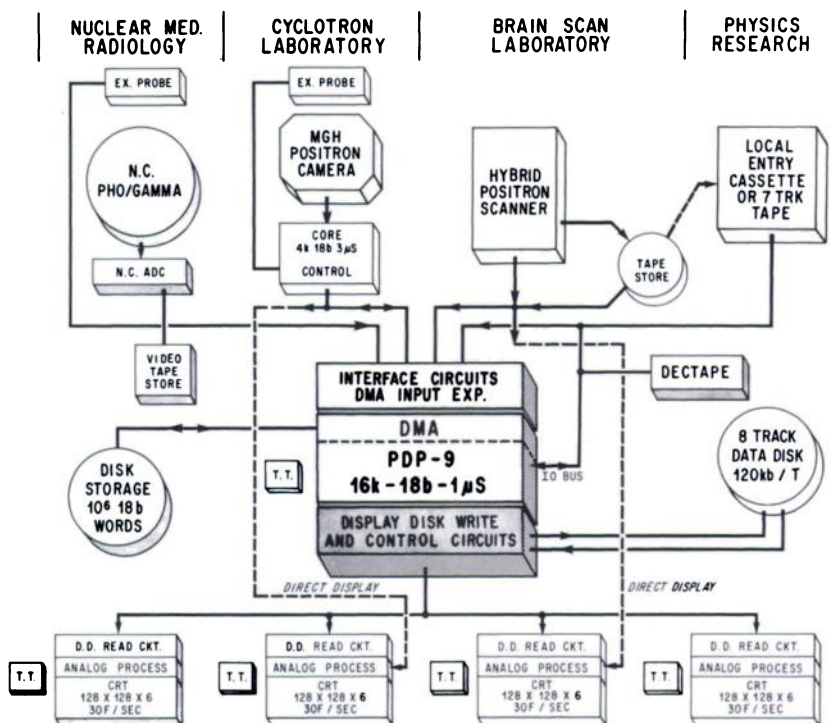 NUCLEAR MED.
RADIOLOGY
CYCLOTRON
LABORATORY
BRAIN SCAN
LABORATORY
PHYSICS
RESEARCH
EX. PROBE
EX. PROBE
N.C.
PHO/GAMMA
MGH
POSITRON
CAMERA
HYBRID
POSITRON
SCANNER
LOCAL
ENTRY
CASSETTE
OR 7 TRK
TAPE
N.C. ADC
CORE
4k 18b 3μS
CONTROL
TAPE
STORE
VIDEO
TAPE
STORE
INTERFACE CIRCUITS
DMA INPUT EXP.
DECTAPE
DMA
PDP-9
16k-18b-1μS
T.T.
IO BUS
DISK
STORAGE
10⁶ 18b
WORDS
8 TRACK
DATA DISK
120kb/T
DISPLAY DISK WRITE
AND CONTROL CIRCUITS
DIRECT DISPLAY
DIRECT DISPLAY
T.T.
D.D. READ CKT.
ANALOG PROCESS
CRT
128 X 128 X 6
30F/SEC
T.T.
D.D. READ CKT.
ANALOG PROCESS
CRT
128 X 128 X 6
30F/SEC
T.T.
D.D. READ CKT.
ANALOG PROCESS
CRT
128 X 128 X 6
30F/SEC
T.T.
D.D. READ CKT.
ANALOG PROCESS
CRT
128 X 128 X 6
30F/SEC